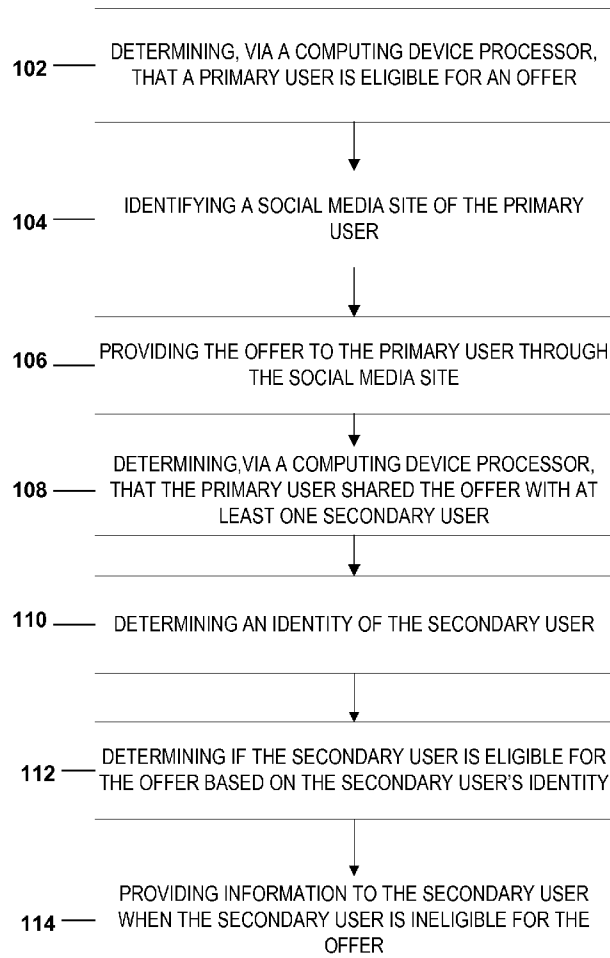 102
DETERMINING, VIA A COMPUTING DEVICE PROCESSOR,
THAT A PRIMARY USER IS ELIGIBLE FOR AN OFFER
104
IDENTIFYING A SOCIAL MEDIA SITE OF THE PRIMARY
USER
106
PROVIDING THE OFFER TO THE PRIMARY USER THROUGH
THE SOCIAL MEDIA SITE
108
DETERMINING,VIA A COMPUTING DEVICE PROCESSOR,
THAT THE PRIMARY USER SHARED THE OFFER WITH AT
LEAST ONE SECONDARY USER
110
DETERMINING AN IDENTITY OF THE SECONDARY USER
112
DETERMINING IF THE SECONDARY USER IS ELIGIBLE FOR
THE OFFER BASED ON THE SECONDARY USER'S IDENTITY
114
PROVIDING INFORMATION TO THE SECONDARY USER
WHEN THE SECONDARY USER IS INELIGIBLE FOR THE
OFFER